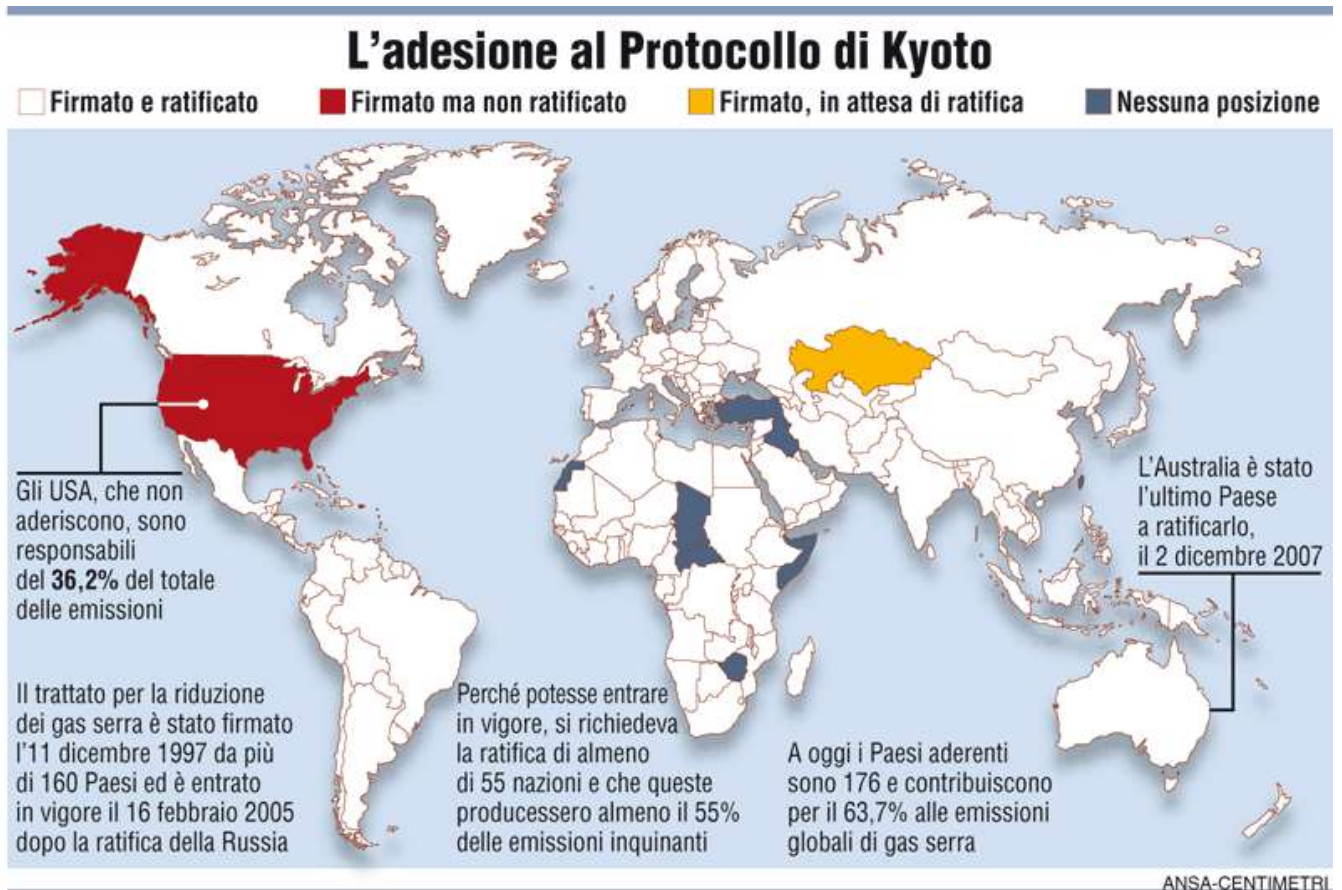 L'adesione al Protocollo di Kyoto
Firmato e ratificato
Firmato ma non ratificato
Firmato, in attesa di ratifica
Nessuna posizione
Gli USA, che non
aderiscono, sono
responsabili
del 36,2% del totale
delle emissioni
L'Australia è stato
l'ultimo Paese
a ratificarlo,
il 2 dicembre 2007
Il trattato per la riduzione
dei gas serra è stato firmato
l'11 dicembre 1997 da più
di 160 Paesi ed è entrato
in vigore il 16 febbraio 2005
dopo la ratifica della Russia
Perché potesse entrare
in vigore, si richiedeva
la ratifica di almeno
di 55 nazioni e che queste
producessero almeno il 55%
delle emissioni inquinanti
A oggi i Paesi aderenti
sono 176 e contribuiscono
per il 63,7% alle emissioni
globali di gas serra
ANSA-CENTIMETRI